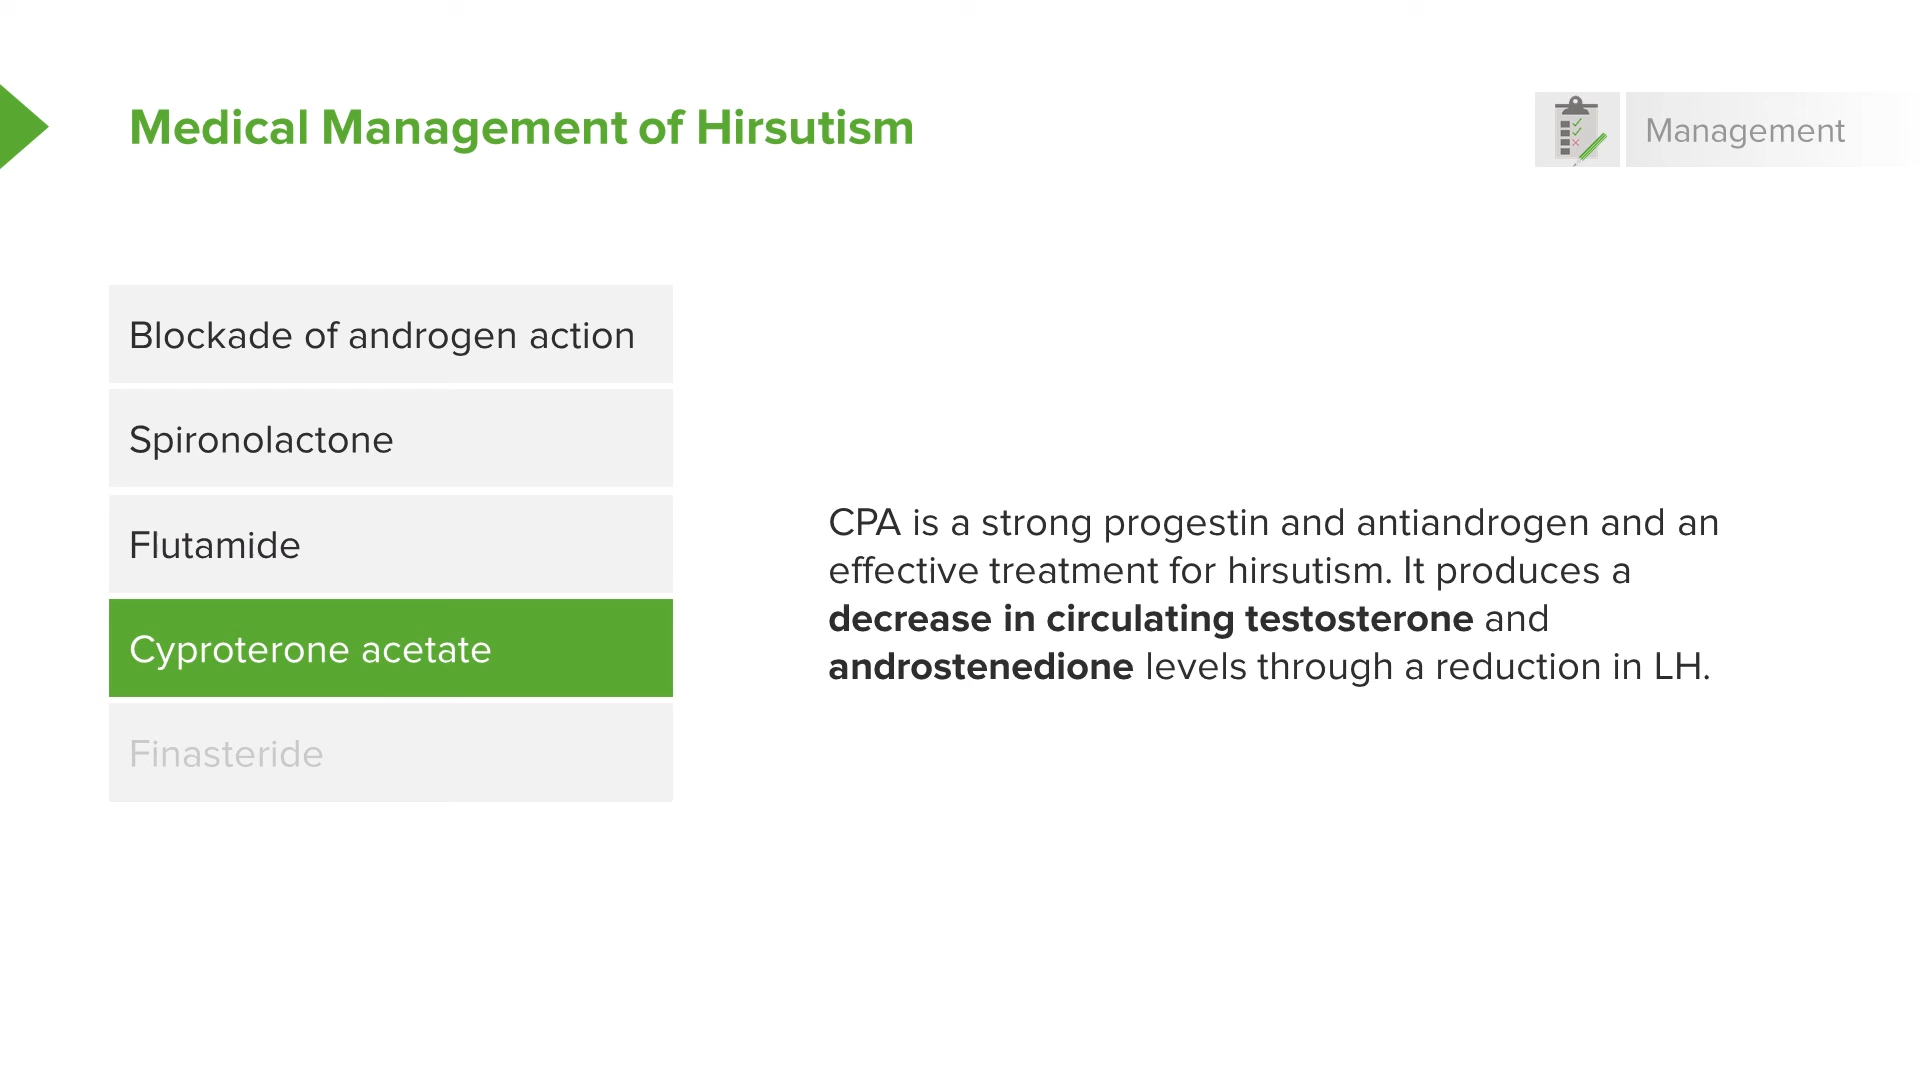 Medical Management of Hirsutism
Management
Blockade of androgen action
Spironolactone
Flutamide
Cyproterone acetate
Finasteride
CPA is a strong progestin and antiandrogen and an
effective treatment for hirsutism. It produces a
decrease in circulating testosterone and
androstenedione levels through a reduction in LH.